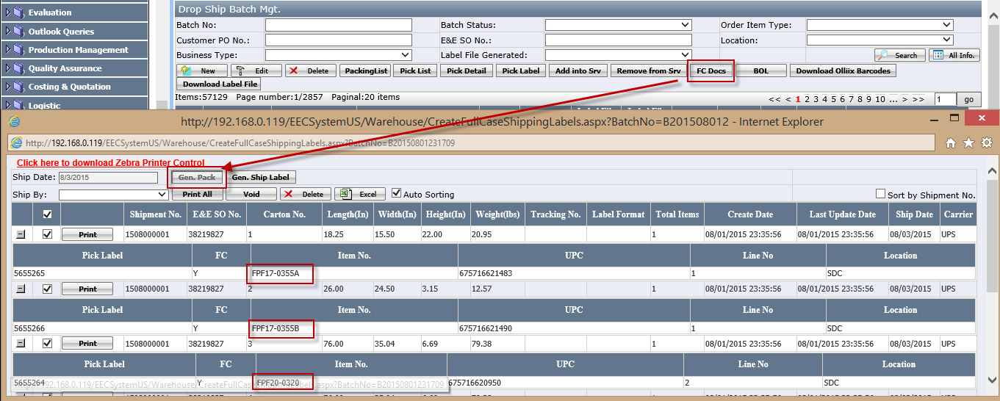 Evaluation
Outlook Queries
Production Management
Quality Assurance
Costing & Quotation
Logistic
Drop Ship Batch Mgt.
Batch No: Batch Status: Order Item Type:
Customer PO No.: E&E SO No.: Location:
Business Type: Label File Generated: Search All Info.
New Edit Delete PackingList Pick List Pick Detail Pick Label Add into Srv Remove from Srv FC Docs BOL Download Olliix Barcodes
Download Label File
Items:57129 Page number:1/2857 Paginal:20 items << < 1 2 3 4 5 6 7 8 9 10 ... > >> 1 go
http://192.168.0.119/EECSystemUS/Warehouse/CreateFullCaseShippingLabels.aspx?BatchNo=B201508012 - Internet Explorer
http://192.168.0.119/EECSystemUS/Warehouse/CreateFullCaseShippingLabels.aspx?BatchNo=B20150801231709
Click here to download Zebra Printer Control
Ship Date: 8/3/2015 Gen. Pack Gen. Ship Label
Ship By: Print All Void Delete Excel Auto Sorting Sort by Shipment No.
Shipment No. E&E SO No. Carton No. Length(In) Width(In) Height(In) Weight(lbs) Tracking No. Label Format Total Items Create Date Last Update Date Ship Date Carrier
Print 1508000001 38219827 1 18.25 15.50 22.00 20.95 1 08/01/2015 23:35:56 08/01/2015 23:35:56 08/03/2015 UPS
Pick Label FC Item No. UPC Line No Location
5655265 Y FPF17-0355A 675716621483 1 SDC
Print 1508000001 38219827 2 26.00 24.50 3.15 12.57 1 08/01/2015 23:35:56 08/01/2015 23:35:56 08/03/2015 UPS
Pick Label FC Item No. UPC Line No Location
5655266 Y FPF17-0355B 675716621490 1 SDC
Print 1508000001 38219827 3 76.00 35.04 6.69 79.38 1 08/01/2015 23:35:56 08/01/2015 23:35:56 08/03/2015 UPS
Pick Label FC Item No. UPC Line No Location
5655264 Y FPF20-0320 675716620950 2 SDC
http://192.168.0.119/EECSystemUS/Warehouse/CreateFullCaseShippingLabels.aspx?BatchNo=B20150801231709